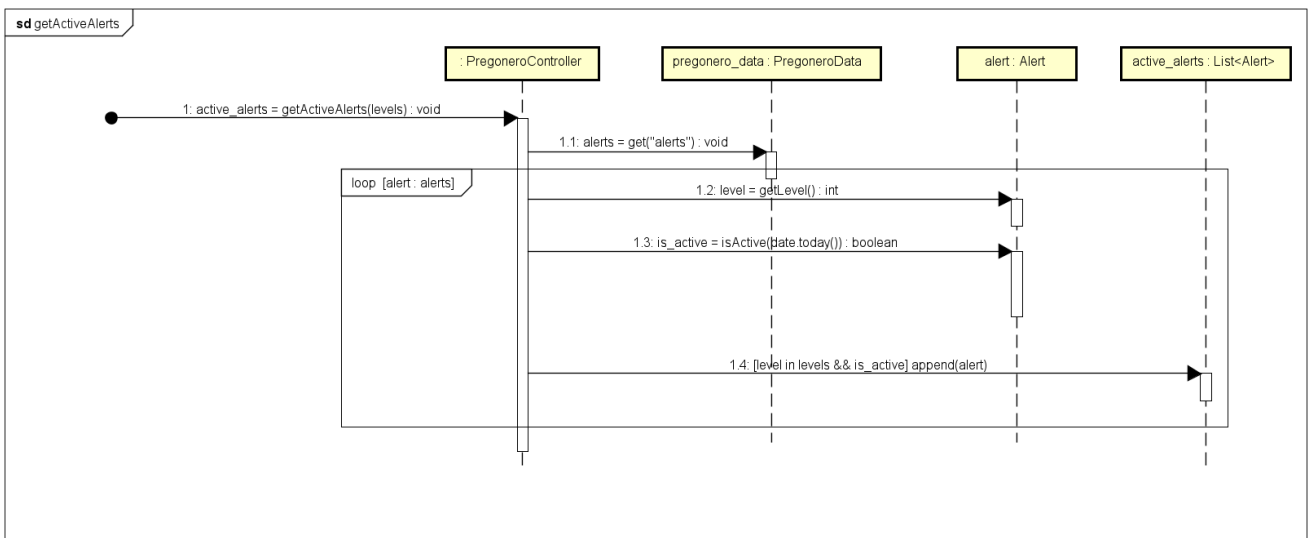 sd getActiveAlerts
: PregoneroController
pregonero_data : PregoneroData
alert : Alert
active_alerts : List<Alert>
1: active_alerts = getActiveAlerts(levels) : void
1.1: alerts = get("alerts") : void
loop [alert : alerts]
1.2: level = getLevel() : int
1.3: is_active = isActive(date.today()) : boolean
1.4: [level in levels && is_active] append(alert)